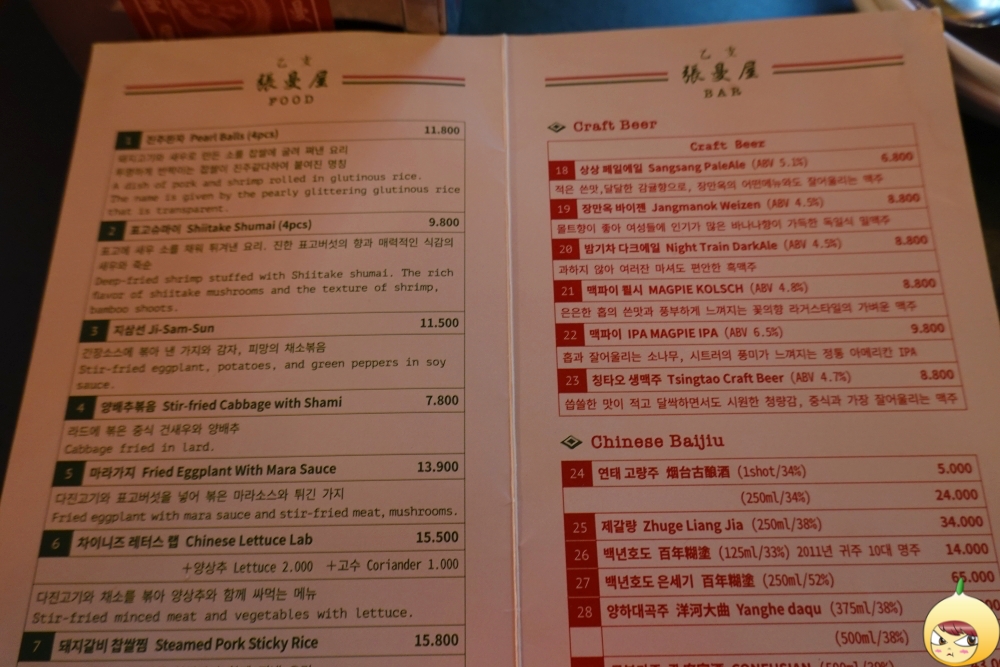 張曼屋
FOOD
1 진주완자 Pearl Balls (4pcs) 11.800
돼지고기와 새우로 만든 소를 찹쌀에 굴려 쪄낸 요리
투명하게 반짝이는 찹쌀이 진주같다하여 붙여진 명칭
A dish of pork and shrimp rolled in glutinous rice.
The name is given by the pearly glittering glutinous rice
that is transparent.
2 표고슈마이 Shiitake Shumai (4pcs) 9.800
표고에 새우 소를 채워 튀겨낸 요리. 진한 표고버섯의 향과 매력적인 식감의
새우와 죽순
Deep-fried shrimp stuffed with Shiitake shumai. The rich
flavor of shiitake mushrooms and the texture of shrimp,
bamboo shoots.
3 지삼선 Ji-Sam-Sun 11.500
간장소스에 볶아 낸 가지와 감자, 피망의 채소볶음
Stir-fried eggplant, potatoes, and green peppers in soy
sauce.
4 양배추볶음 Stir-fried Cabbage with Shami 7.800
라드에 볶은 중식 건새우와 양배추
Cabbage fried in lard.
5 마라가지 Fried Eggplant With Mara Sauce 13.900
다진고기와 표고버섯을 넣어 볶은 마라소스와 튀긴 가지
Fried eggplant with mara sauce and stir-fried meat, mushrooms.
6 차이니즈 레터스 랩 Chinese Lettuce Lab 15.500
+양상추 Lettuce 2.000 +고수 Coriander 1.000
다진고기와 채소를 볶아 양상추와 함께 싸먹는 메뉴
Stir-fried minced meat and vegetables with lettuce.
7 돼지갈비 찹쌀찜 Steamed Pork Sticky Rice 15.800
張曼屋
BAR
Craft Beer
Craft Beer
18 상상 페일에일 Sangsang PaleAle (ABV 5.1%) 6.800
적은 쓴맛,달달한 감귤향으로, 장만옥의 어떤메뉴와도 잘어울리는 맥주
19 장만옥 바이젠 Jangmanok Weizen (ABV 4.5%) 8.800
몰트향이 좋아 여성들에 인기가 많은 바나나향이 가득한 독일식 밀맥주
20 밤기차 다크에일 Night Train DarkAle (ABV 4.5%) 8.800
과하지 않아 여러잔 마셔도 편안한 흑맥주
21 맥파이 퀼시 MAGPIE KOLSCH (ABV 4.8%) 8.800
은은한 홉의 쓴맛과 풍부하게 느껴지는 꽃의향 라거스타일의 가벼운 맥주
22 맥파이 IPA MAGPIE IPA (ABV 6.5%) 9.800
홉과 잘어울리는 소나무, 시트러의 풍미가 느껴지는 정통 아메리칸 IPA
23 칭타오 생맥주 Tsingtao Craft Beer (ABV 4.7%) 8.800
씁쓸한 맛이 적고 달싹하면서도 시원한 청량감, 중식과 가장 잘어울리는 맥주
Chinese Baijiu
24 연태 고량주 烟台古酿酒 (1shot/34%) 5.000
(250ml/34%) 24.000
25 제갈량 Zhuge Liang Jia (250ml/38%) 34.000
26 백년호도 百年糊塗 (125ml/33%) 2011년 귀주 10대 명주 14.000
27 백년호도 은세기 百年糊塗 (250ml/52%) 65.000
28 양하대곡주 洋河大曲 Yanghe daqu (375ml/38%)
(500ml/38%)